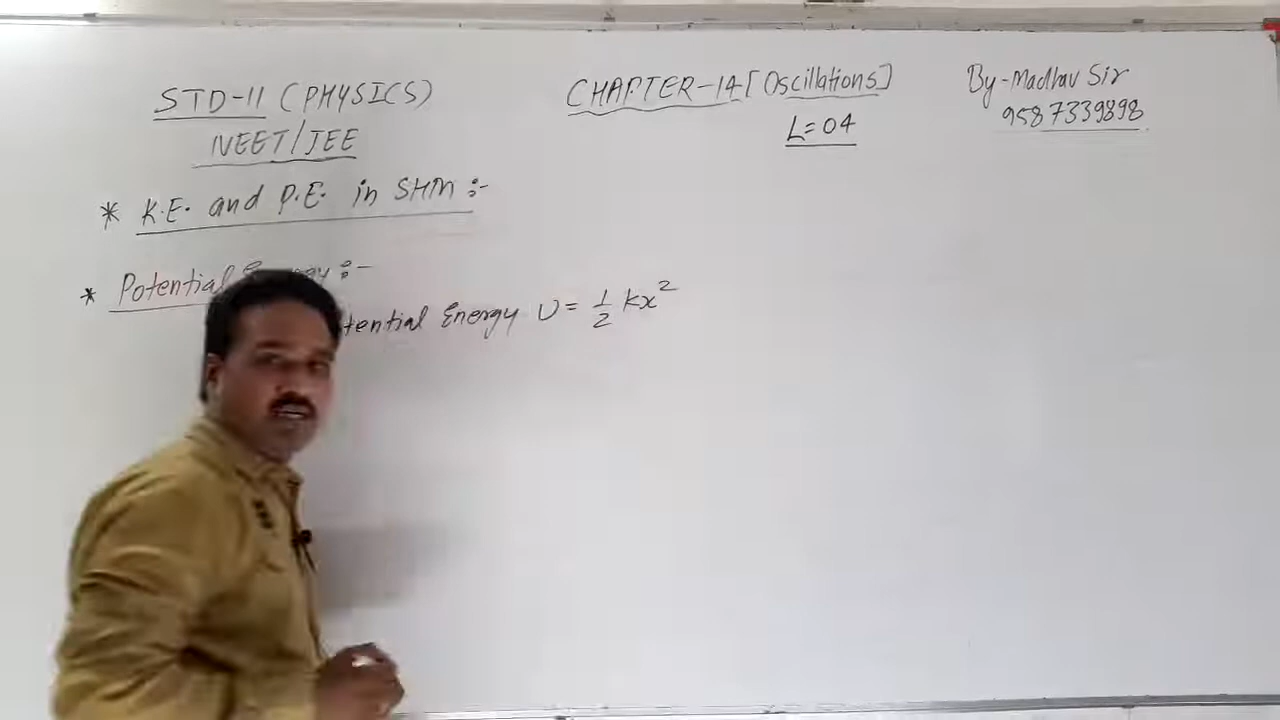 STD-11 (PHYSICS)
NEET/JEE
CHAPTER-14 [Oscillations]
L=04
By-Madhav Sir
9587339898
* K.E. and P.E. in SHM :-
* Potential :-
Energy U = 1/2 kx²